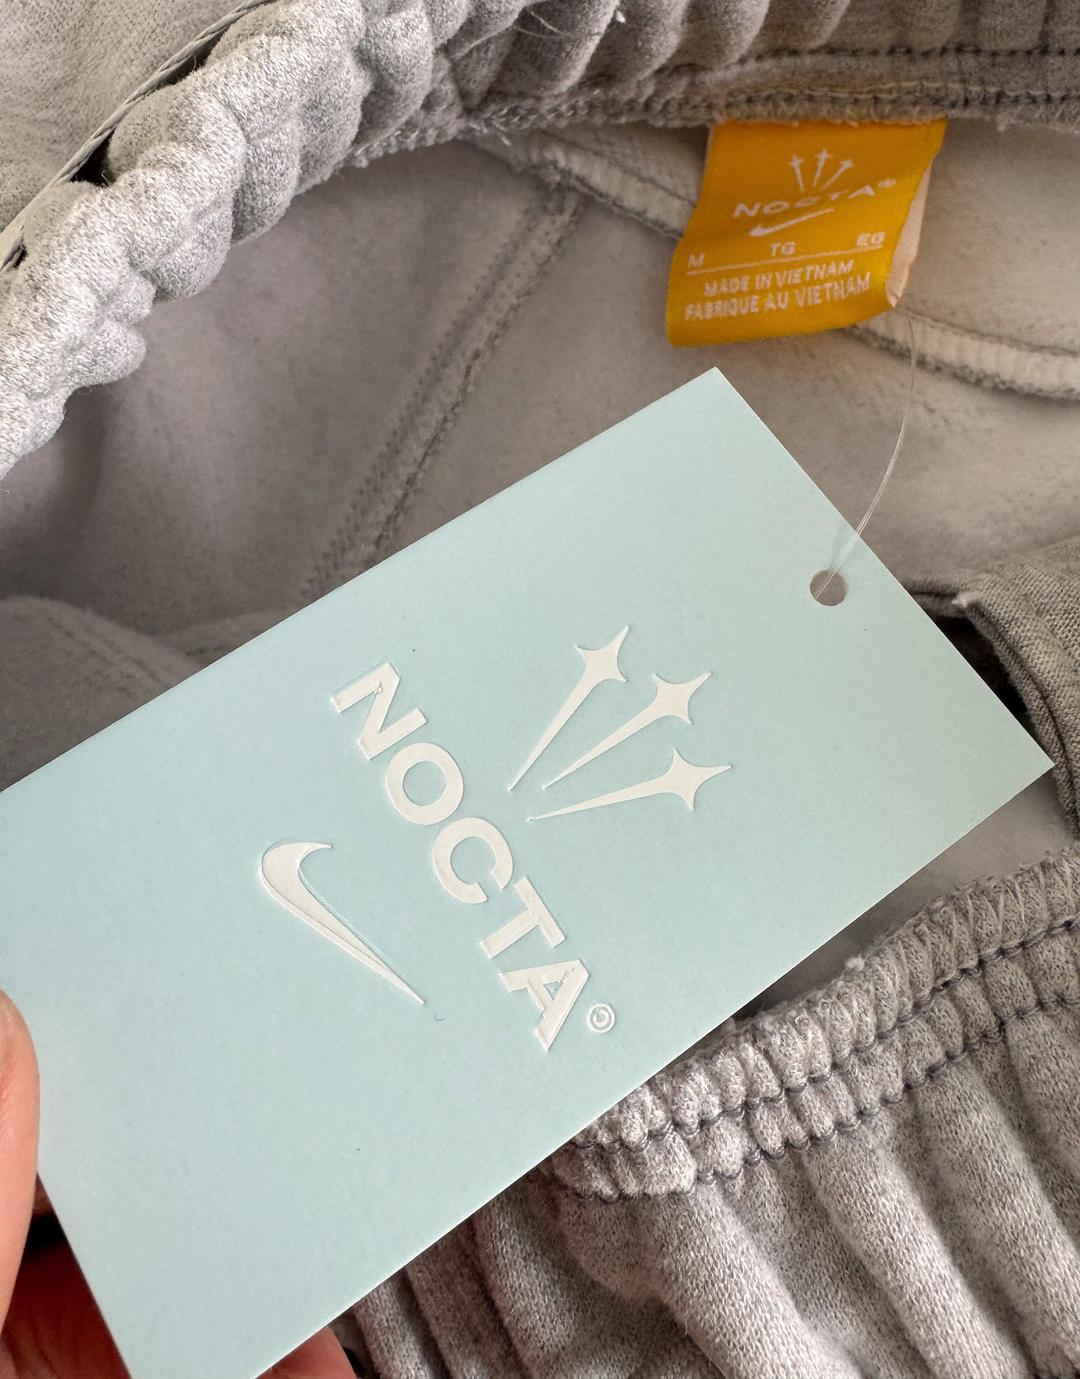 NOCTA®
M TG EG
MADE IN VIETNAM
FABRIQUE AU VIETNAM
NOCTA©